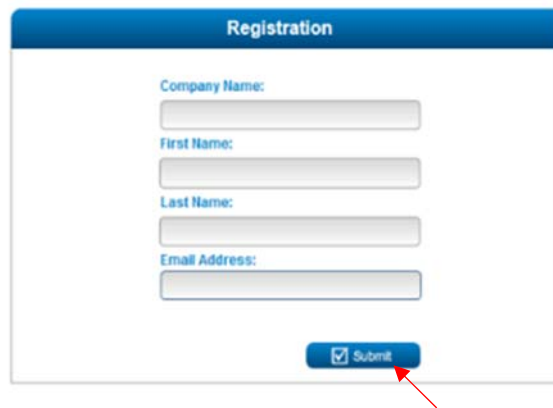 Registration
Company Name:
First Name:
Last Name:
Email Address:
Submit